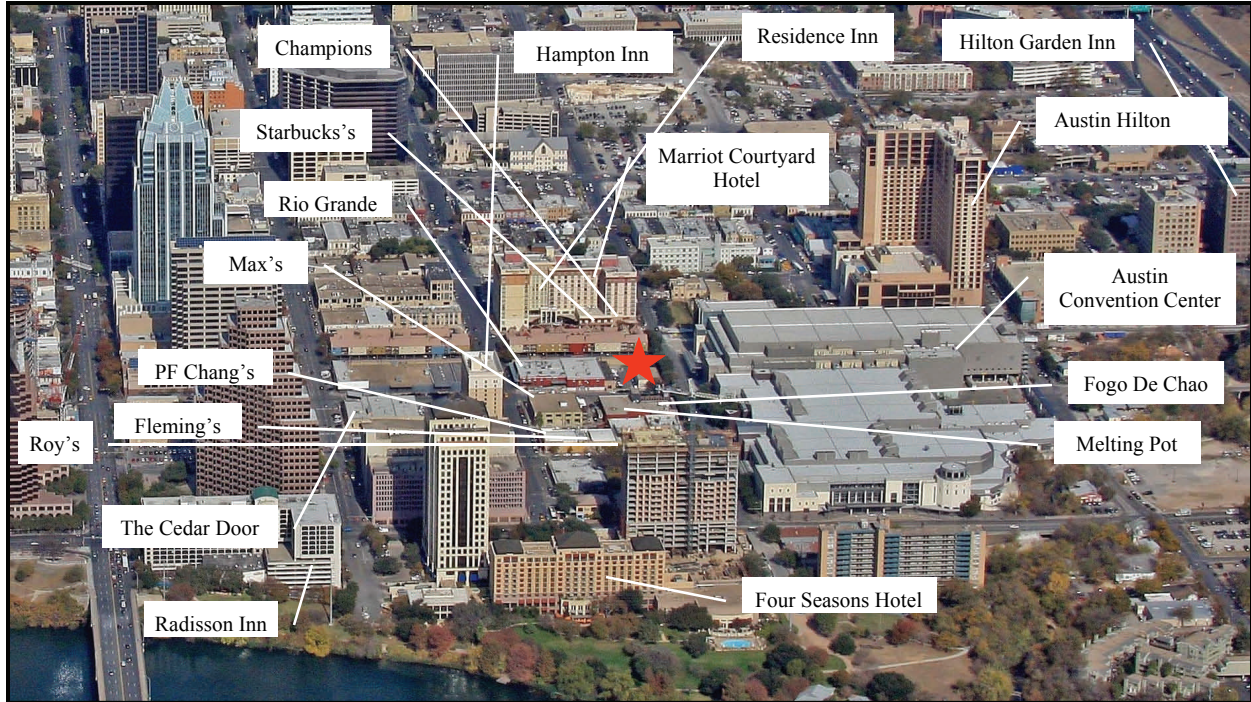 Champions
Hampton Inn
Residence Inn
Hilton Garden Inn
Starbucks's
Austin Hilton
Marriot Courtyard
Hotel
Rio Grande
Max's
Austin
Convention Center
PF Chang's
Fogo De Chao
Fleming's
Roy's
Melting Pot
The Cedar Door
Four Seasons Hotel
Radisson Inn